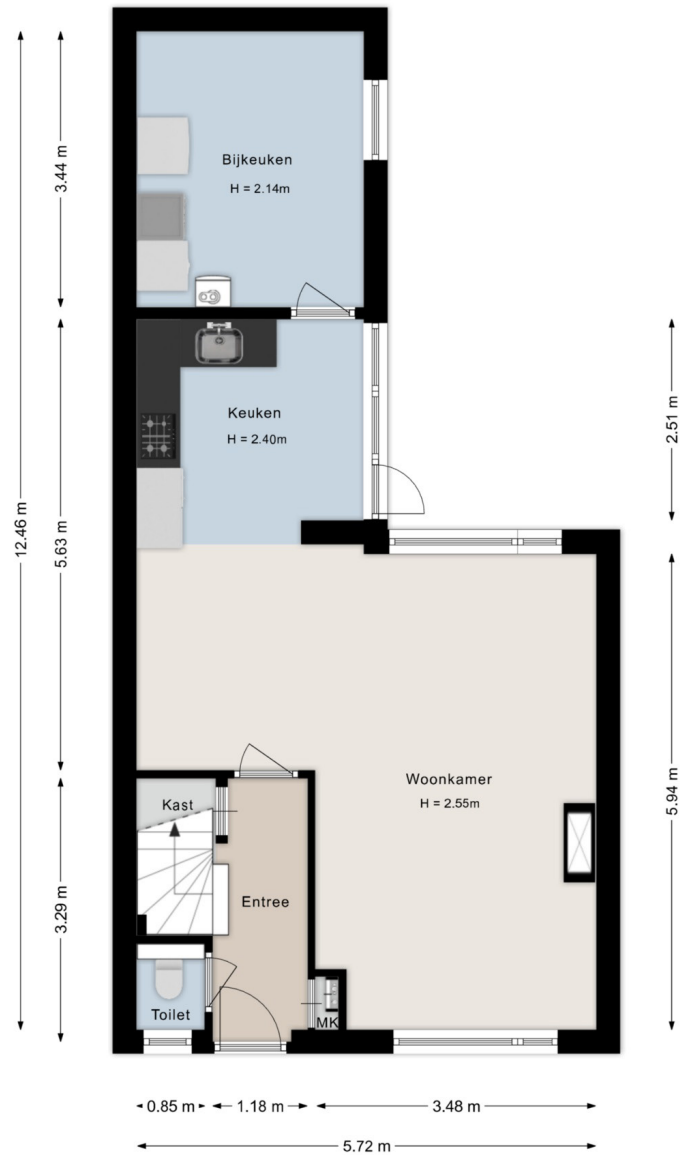 Bijkeuken
H = 2.14m
3.44 m
Keuken
H = 2.40m
2.51 m
12.46 m
5.63 m
Woonkamer
H = 2.55m
5.94 m
Kast
Entree
3.29 m
Toilet
MK
0.85 m
1.18 m
3.48 m
5.72 m